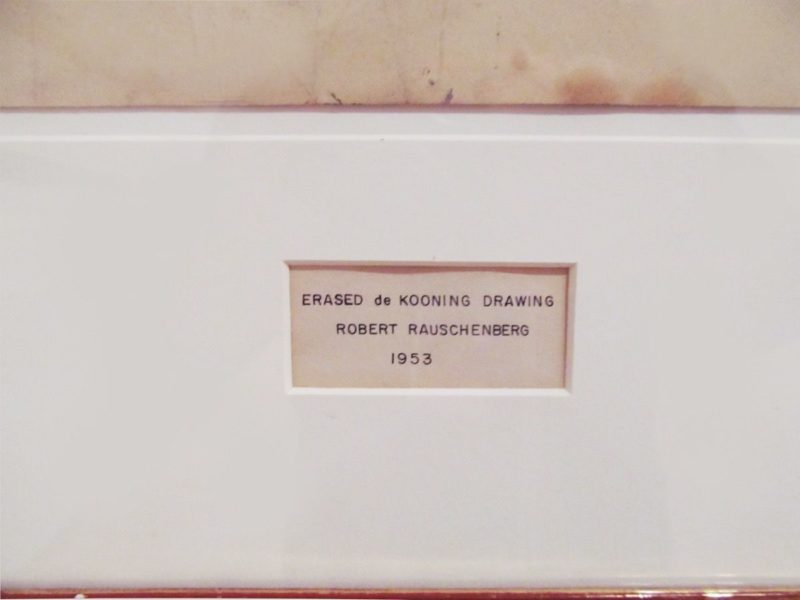 ERASED de KOONING DRAWING
ROBERT RAUSCHENBERG
1953